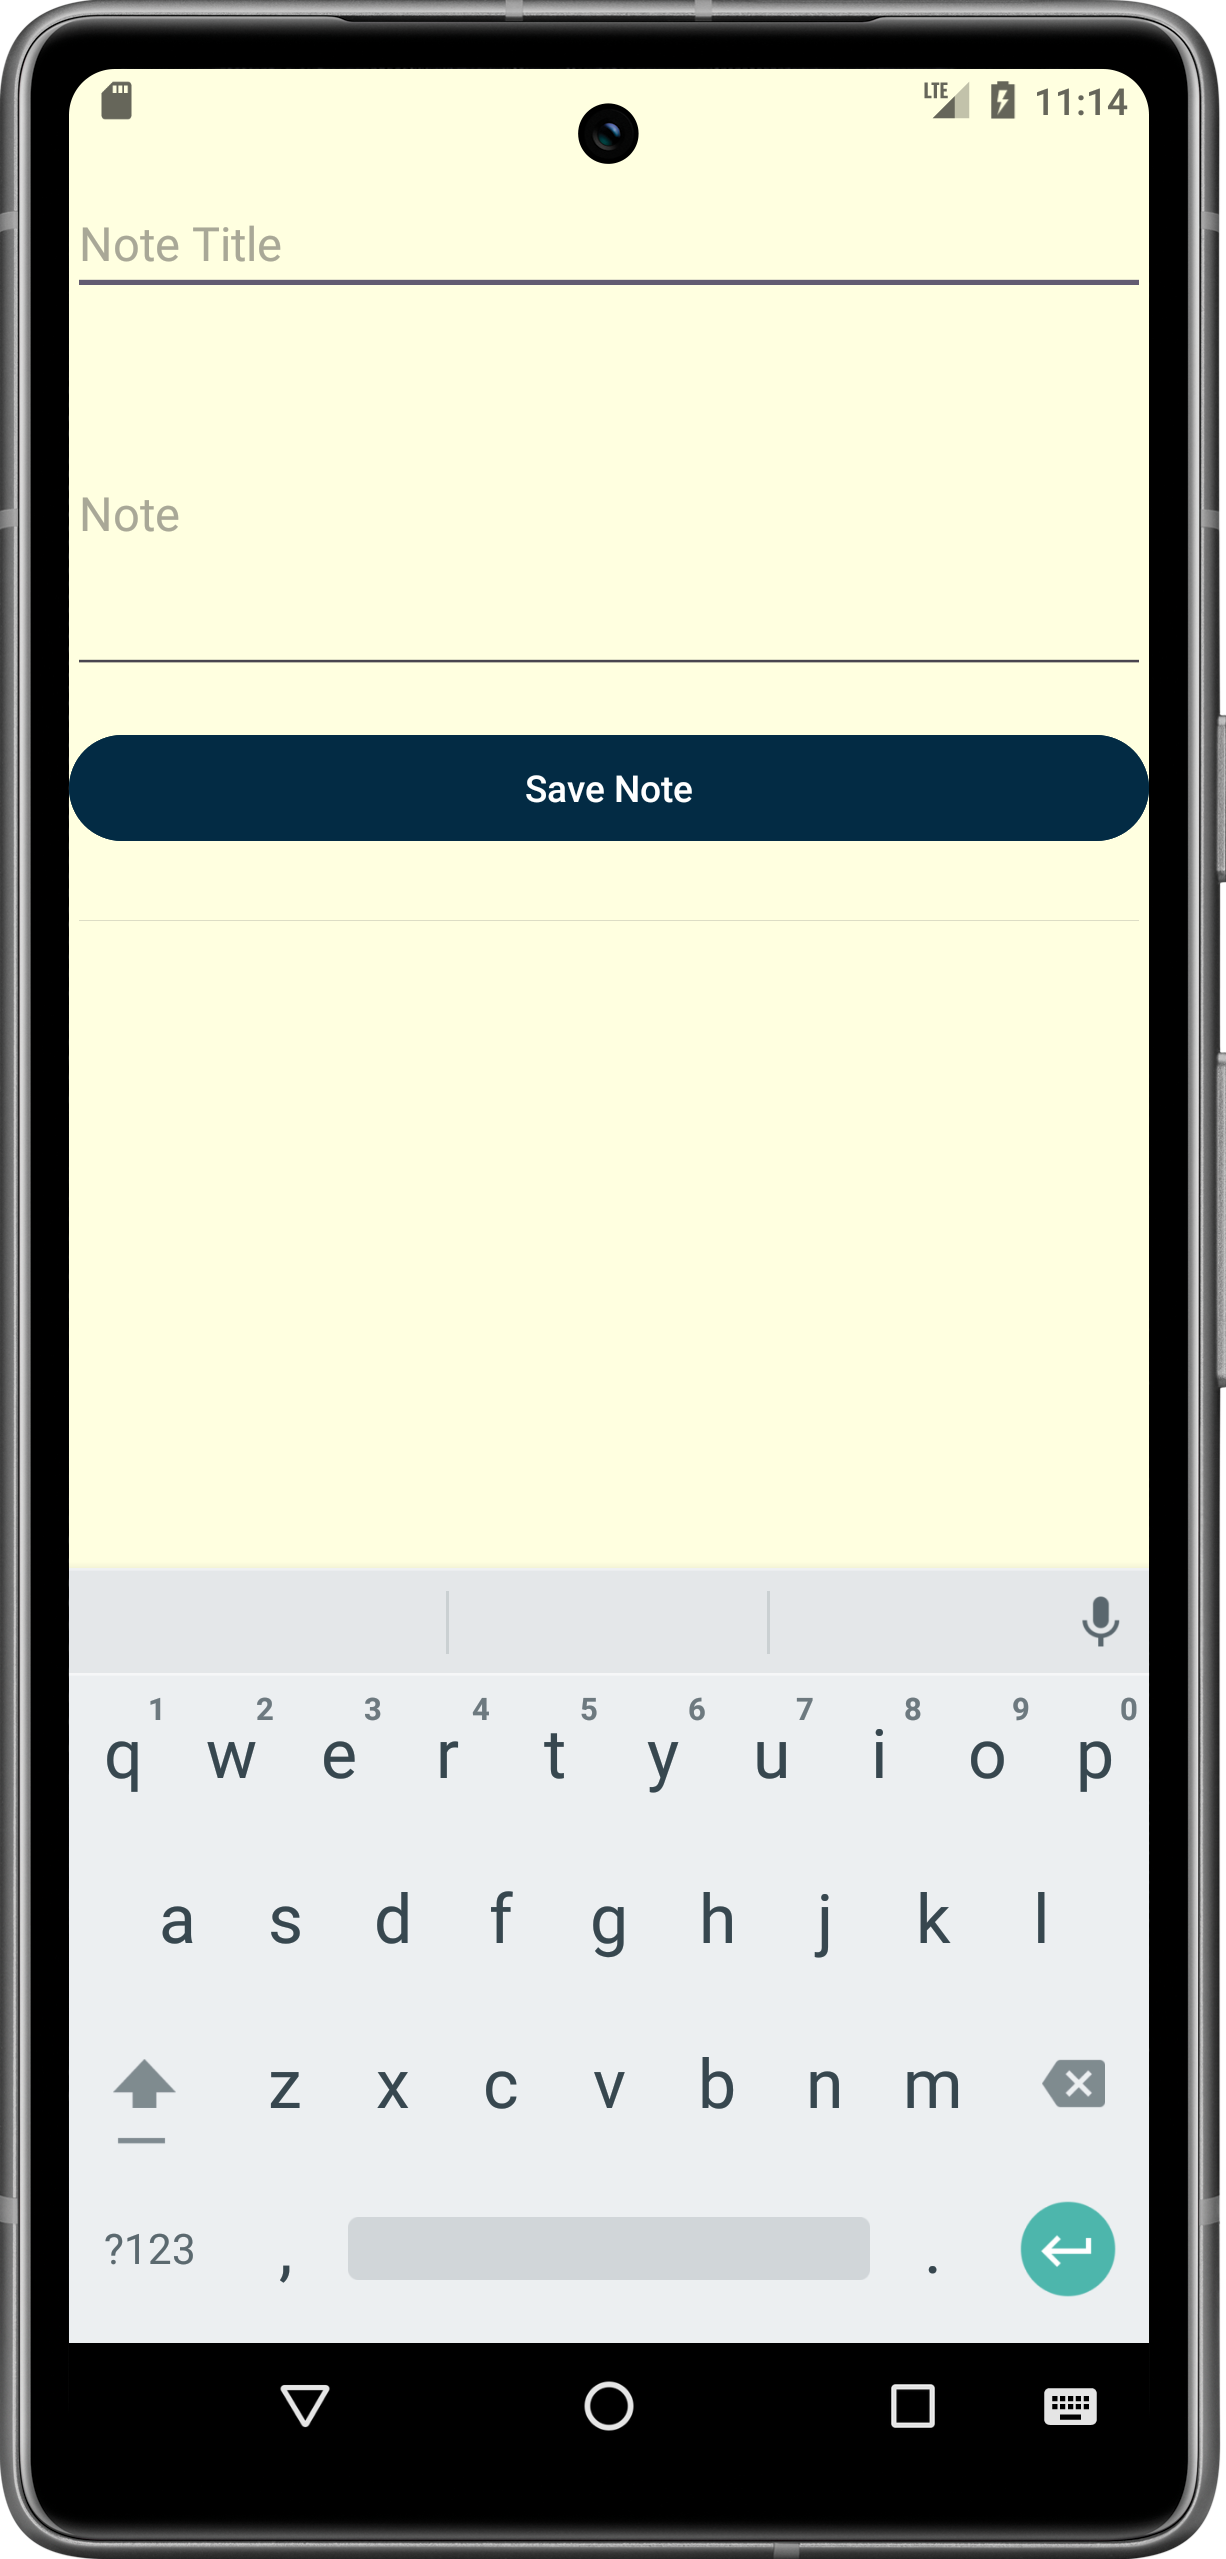 LTE 11:14
Note Title
Note
Save Note
1 2 3 4 5 6 7 8 9 0
q w e r t y u i o p
a s d f g h j k l
z x c v b n m
?123 , .